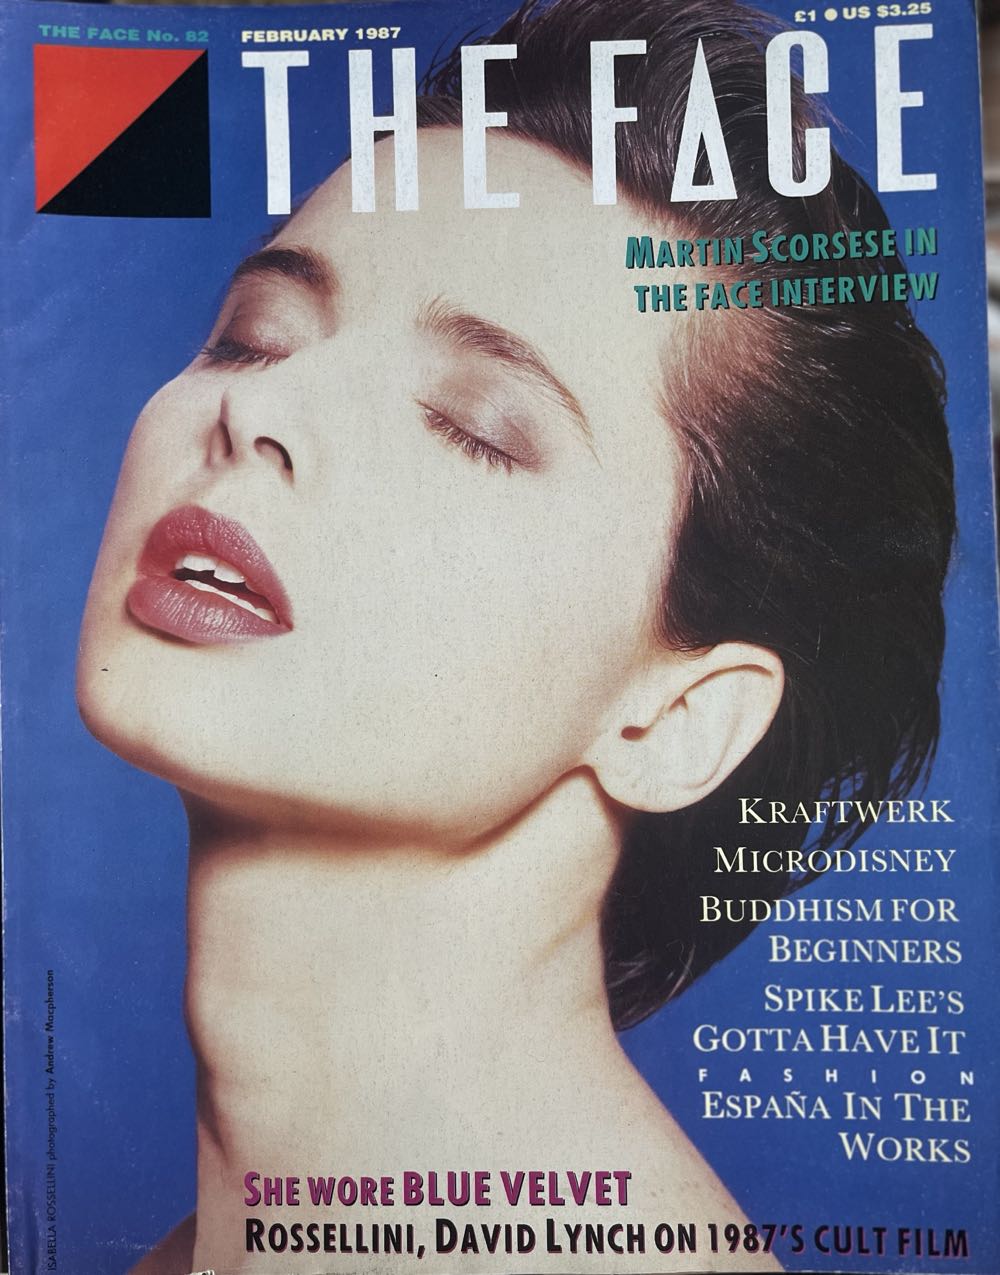 THE FACE No. 82
FEBRUARY 1987
£1 ● US $3.25
THE FACE
MARTIN SCORSESE IN
THE FACE INTERVIEW
KRAFTWERK
MICRODISNEY
BUDDHISM FOR
BEGINNERS
SPIKE LEE'S
GOTTA HAVE IT
FASHION
ESPAÑA IN THE
WORKS
SHE WORE BLUE VELVET
ROSSELLINI, DAVID LYNCH ON 1987'S CULT FILM
ISABELLA ROSSELLINI photographed by Andrew Macpherson